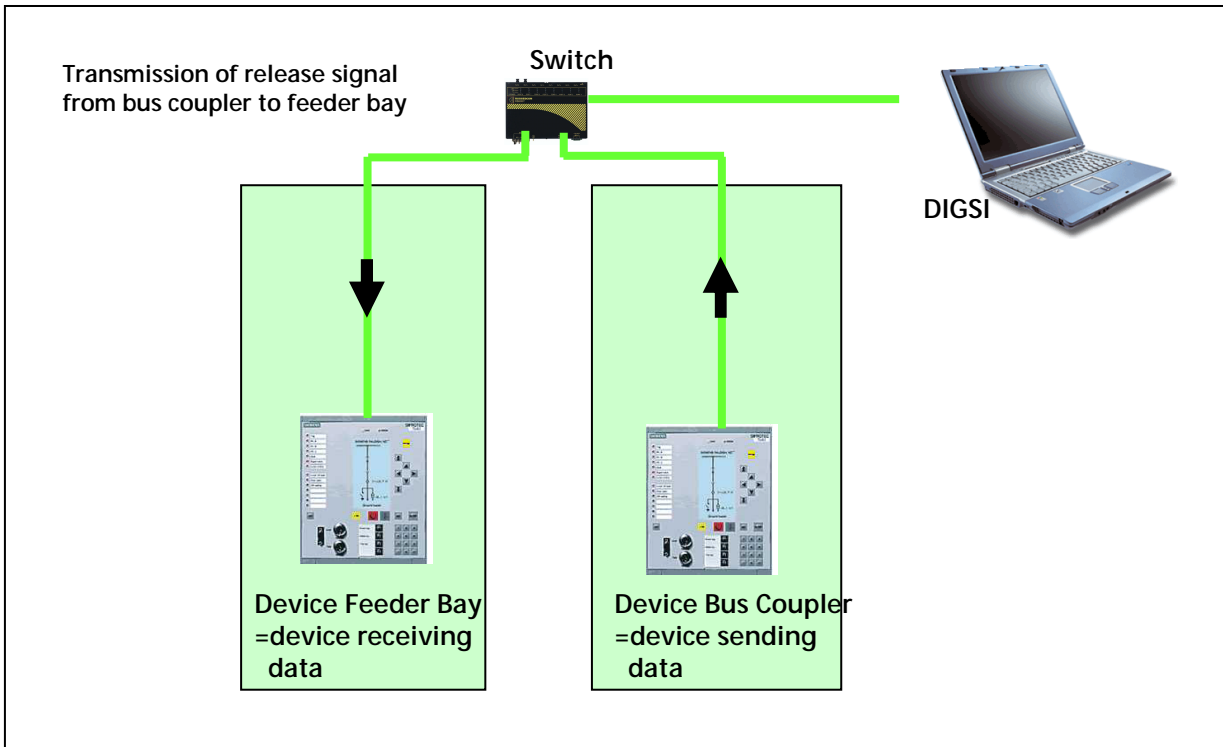 Transmission of release signal
from bus coupler to feeder bay
Switch
DIGSI
Device Feeder Bay
=device receiving
data
Device Bus Coupler
=device sending
data